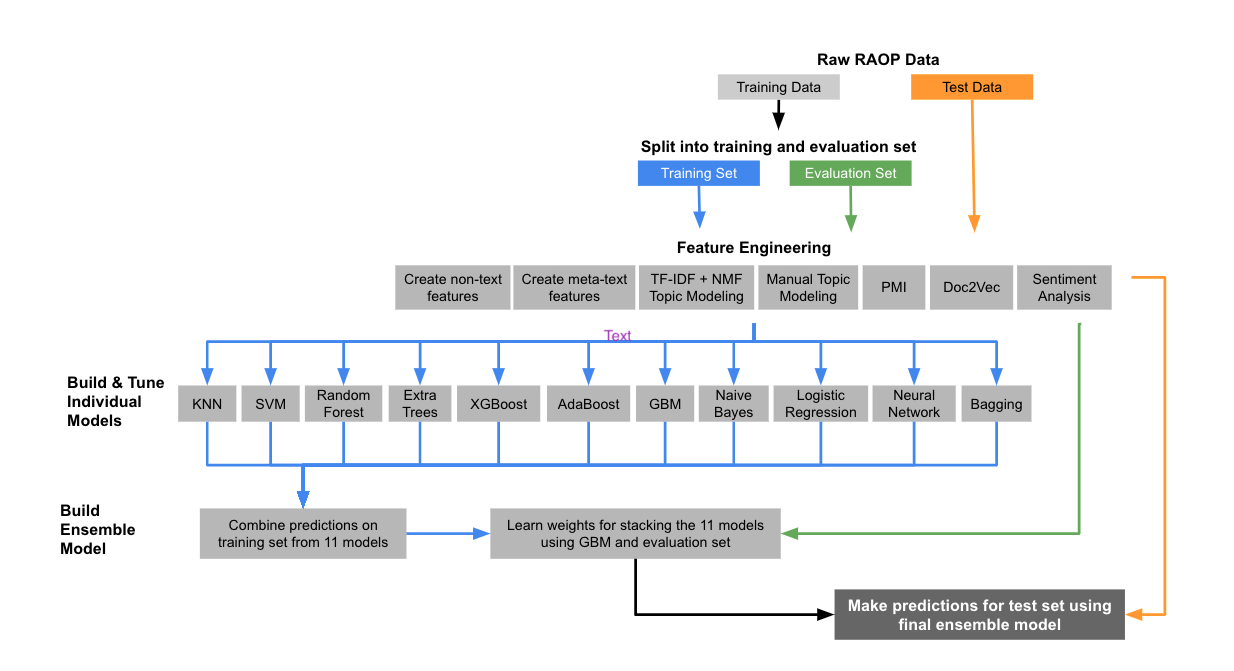 Raw RAOP Data
Training Data
Test Data
Split into training and evaluation set
Training Set
Evaluation Set
Feature Engineering
Create non-text
features
Create meta-text
features
TF-IDF + NMF
Topic Modeling
Manual Topic
Modeling
PMI
Doc2Vec
Sentiment
Analysis
Text
Build & Tune
Individual
Models
KNN
SVM
Random
Forest
Extra
Trees
XGBoost
AdaBoost
GBM
Naive
Bayes
Logistic
Regression
Neural
Network
Bagging
Build
Ensemble
Model
Combine predictions on
training set from 11 models
Learn weights for stacking the 11 models
using GBM and evaluation set
Make predictions for test set using
final ensemble model